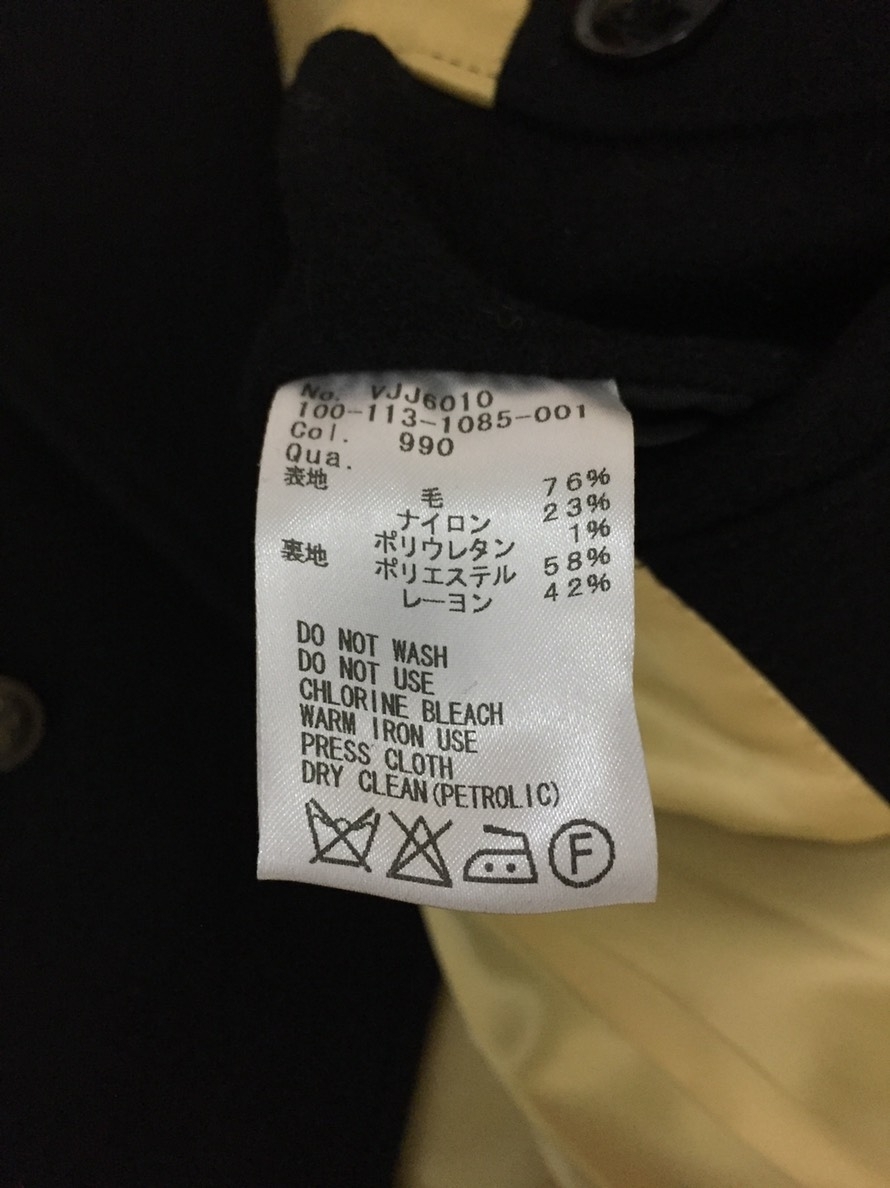 No. VJJ6010
100-113-1085-001
Col. 990
Qua.
表地 毛 76%
ナイロン 23%
ポリウレタン 1%
裏地 ポリエステル 58%
レーヨン 42%
DO NOT WASH
DO NOT USE
CHLORINE BLEACH
WARM IRON USE
PRESS CLOTH
DRY CLEAN(PETROLIC)
F